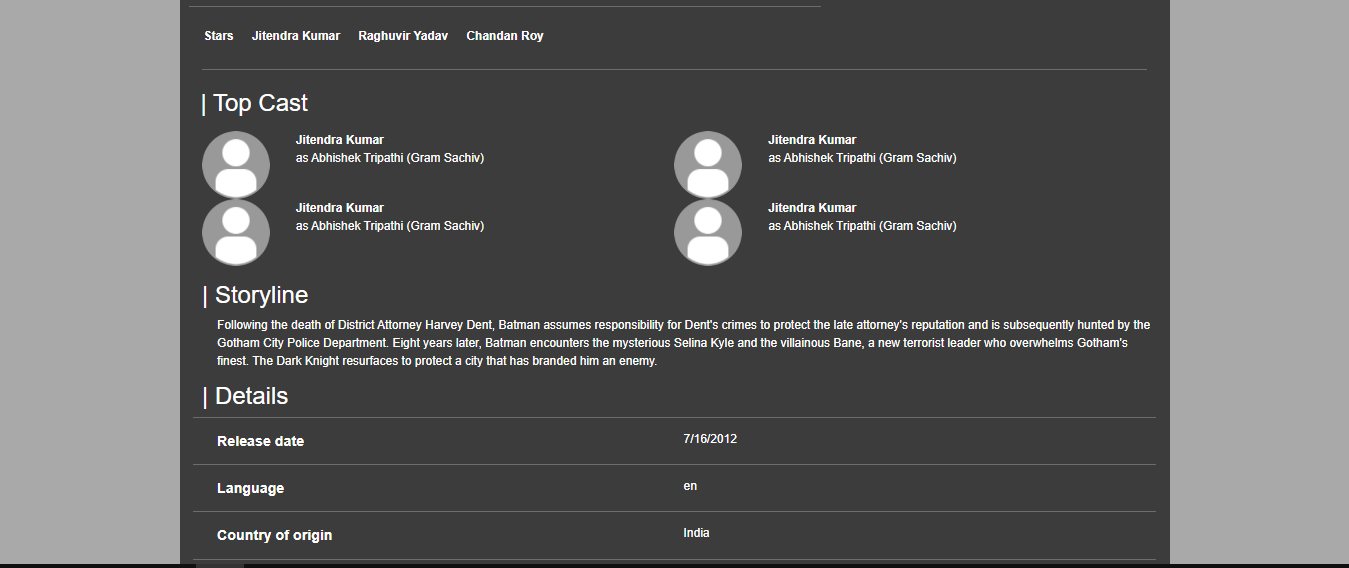 Stars Jitendra Kumar Raghuvir Yadav Chandan Roy
| Top Cast
Jitendra Kumar
as Abhishek Tripathi (Gram Sachiv)
Jitendra Kumar
as Abhishek Tripathi (Gram Sachiv)
Jitendra Kumar
as Abhishek Tripathi (Gram Sachiv)
Jitendra Kumar
as Abhishek Tripathi (Gram Sachiv)
| Storyline
Following the death of District Attorney Harvey Dent, Batman assumes responsibility for Dent's crimes to protect the late attorney's reputation and is subsequently hunted by the
Gotham City Police Department. Eight years later, Batman encounters the mysterious Selina Kyle and the villainous Bane, a new terrorist leader who overwhelms Gotham's
finest. The Dark Knight resurfaces to protect a city that has branded him an enemy.
| Details
Release date 7/16/2012
Language en
Country of origin India